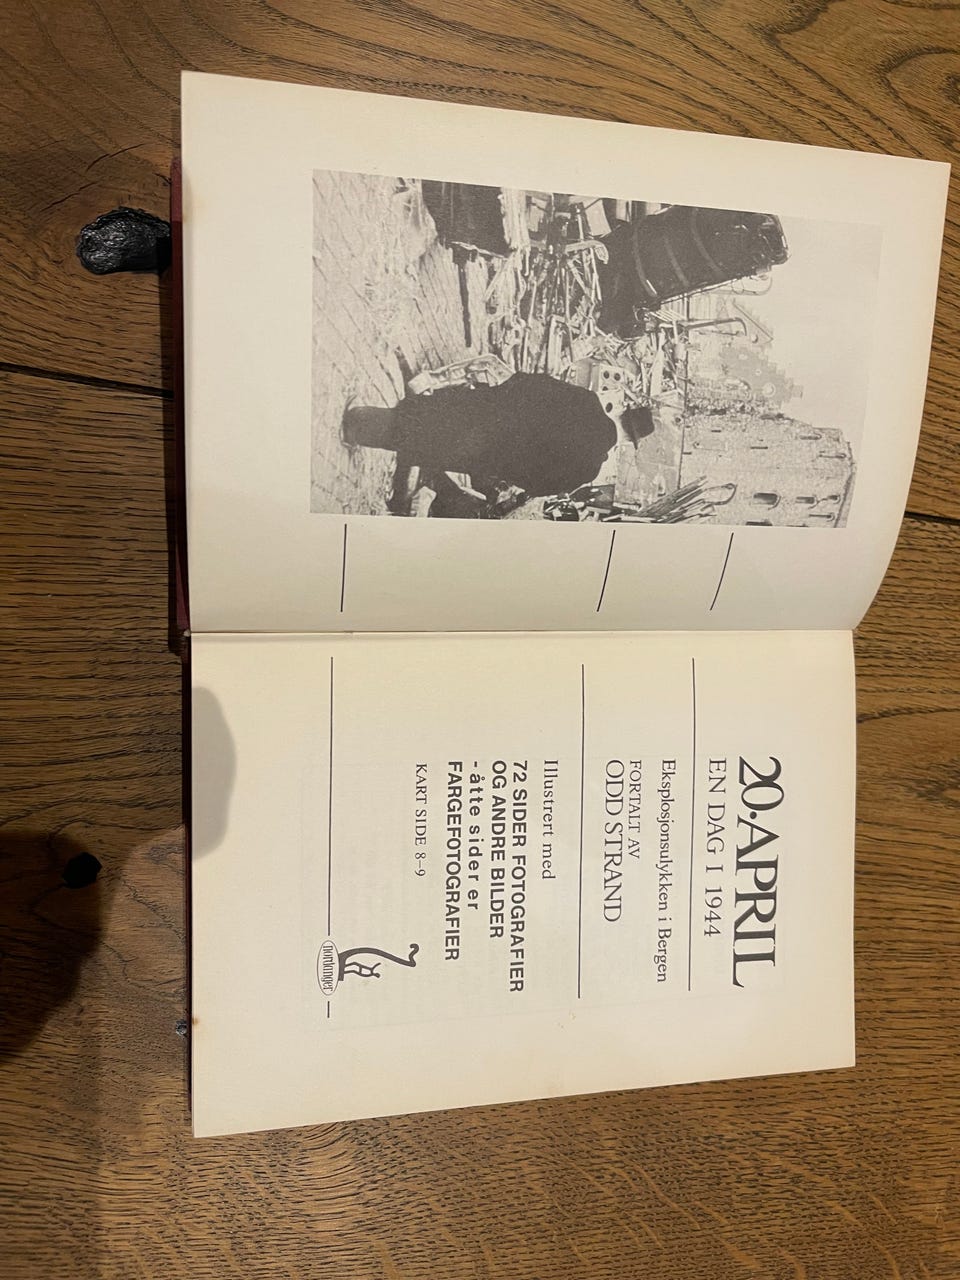 20·APRIL
EN DAG I 1944
Eksplosjonsulykken i Bergen
FORTALT AV
ODD STRAND
Illustrert med
72 SIDER FOTOGRAFIER
OG ANDRE BILDER
- åtte sider er
FARGEFOTOGRAFIER
KART SIDE 8–9
nordanger